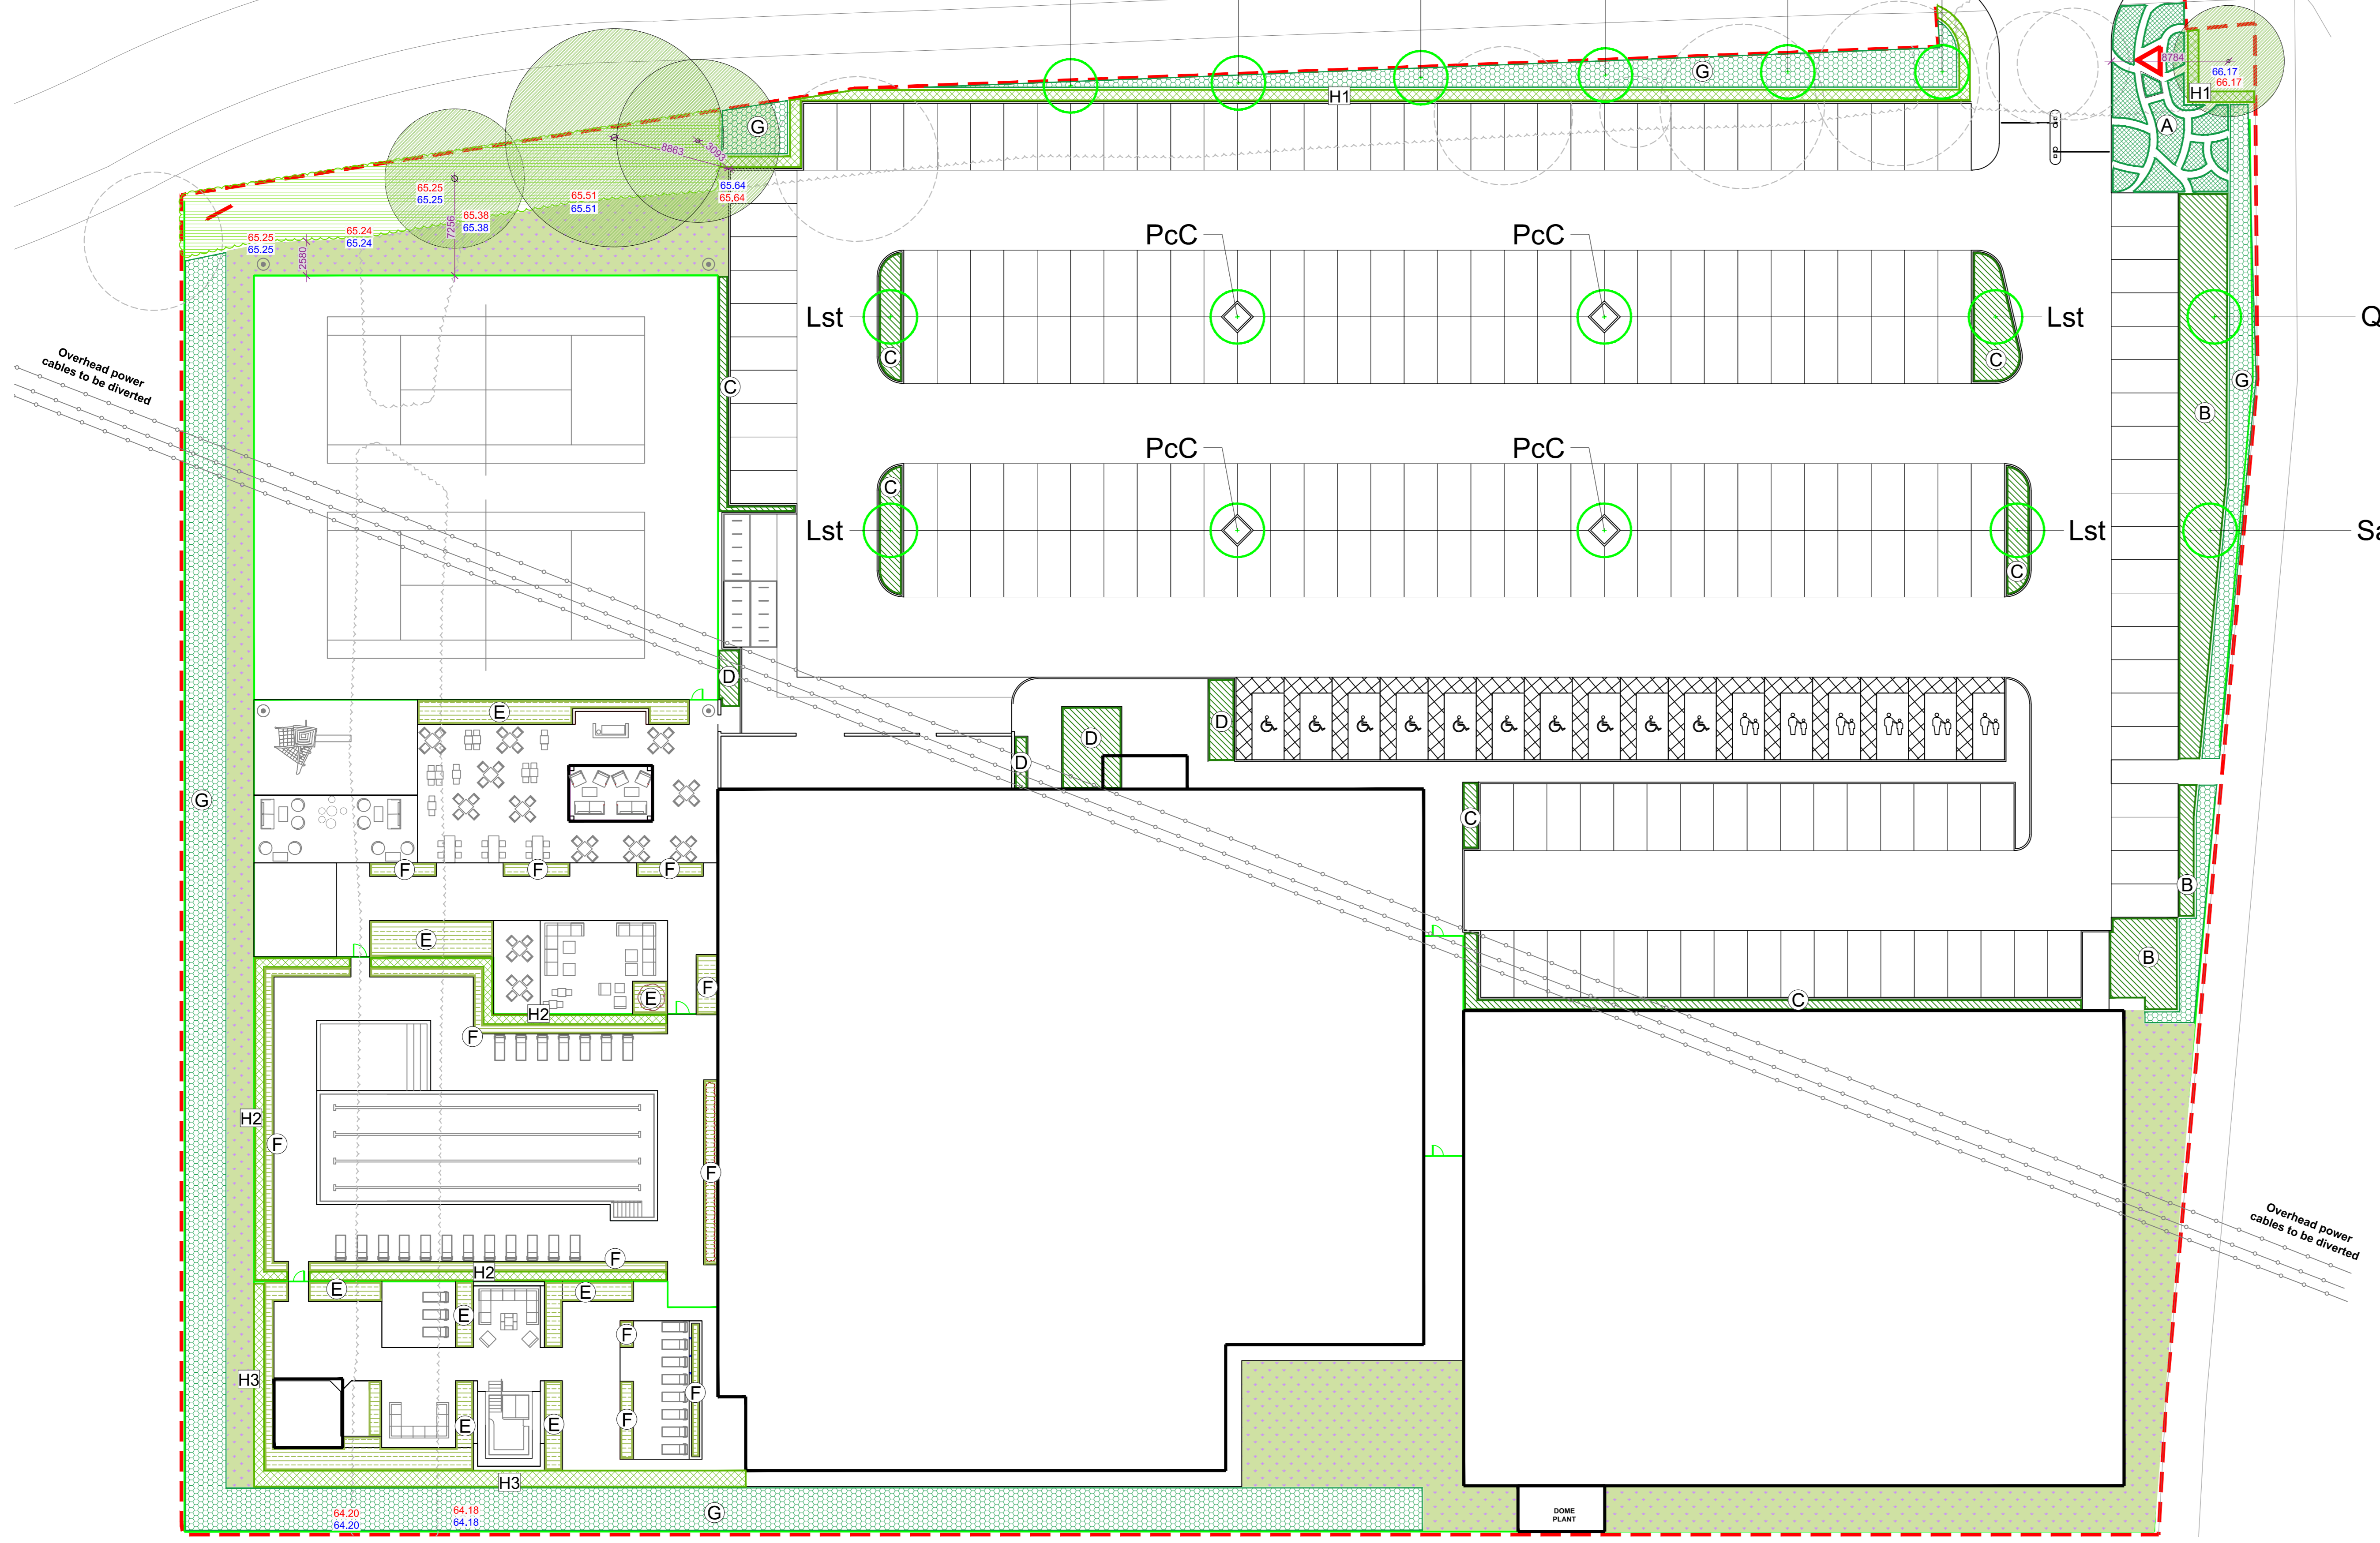 G
H1
8784
66.17
66.17
H1
A
G
8863
3093
65.64
65.64
65.25
65.25
65.51
65.51
65.38
65.38
7256
65.24
65.24
65.25
65.25
2580
PcC
PcC
Lst
Lst
Q
C
C
C
G
B
Overhead power
cables to be diverted
PcC
PcC
Lst
Lst
Sa
C
C
D
D
D
D
E
G
C
F
F
F
B
E
B
E
F
C
H2
F
H2
F
F
Overhead power
cables to be diverted
F
H2
E
E
E
F
H3
F
F
E
E
H3
G
64.20
64.20
64.18
64.18
DOME
PLANT